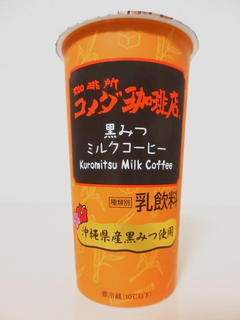 珈琲所
コメダ珈琲店
黒みつ
ミルクコーヒー
Kuromitsu Milk Coffee
種類別 乳飲料
沖縄県産黒みつ使用
要冷蔵(10℃以下)